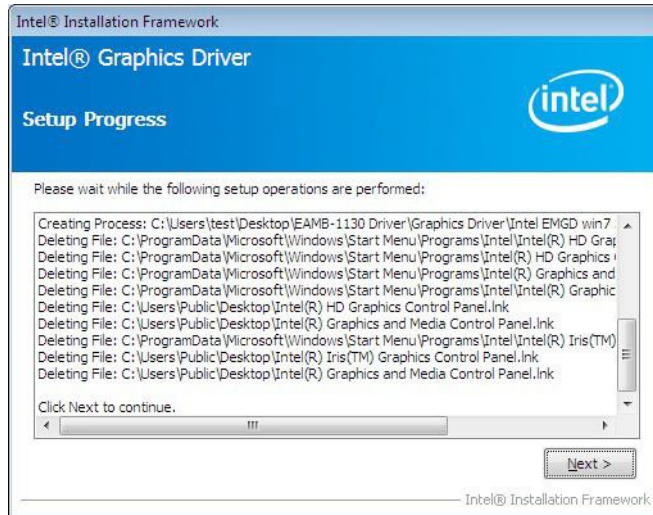 Intel® Installation Framework
Intel® Graphics Driver
intel
Setup Progress
Please wait while the following setup operations are performed:
Creating Process: C:\Users\test\Desktop\EAMB-1130 Driver\Graphics Driver\Intel EMGD win7
Deleting File: C:\ProgramData\Microsoft\Windows\Start Menu\Programs\Intel\Intel(R) HD Grap
Deleting File: C:\ProgramData\Microsoft\Windows\Start Menu\Programs\Intel(R) HD Graphics
Deleting File: C:\ProgramData\Microsoft\Windows\Start Menu\Programs\Intel(R) Graphics and
Deleting File: C:\ProgramData\Microsoft\Windows\Start Menu\Programs\Intel\Intel(R) Graphic
Deleting File: C:\Users\Public\Desktop\Intel(R) HD Graphics Control Panel.lnk
Deleting File: C:\Users\Public\Desktop\Intel(R) Graphics and Media Control Panel.lnk
Deleting File: C:\ProgramData\Microsoft\Windows\Start Menu\Programs\Intel\Intel(R) Iris(TM)
Deleting File: C:\Users\Public\Desktop\Intel(R) Iris(TM) Graphics Control Panel.lnk
Deleting File: C:\Users\Public\Desktop\Intel(R) Graphics and Media Control Panel.lnk
Click Next to continue.
Next >
Intel® Installation Framework